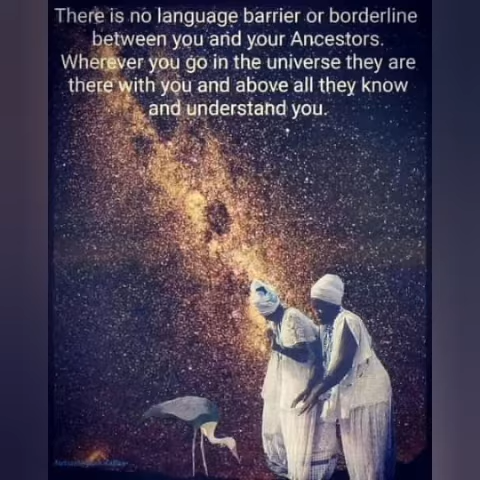 There is no language barrier or borderline
between you and your Ancestors.
Wherever you go in the universe they are
there with you and above all they know
and understand you.